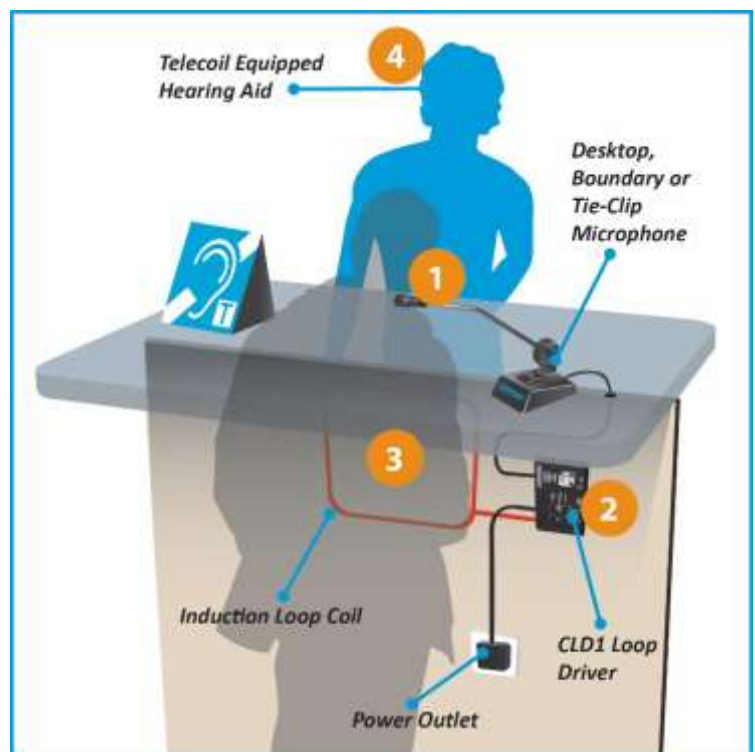 4
Telecoil Equipped
Hearing Aid
Desktop,
Boundary or
Tie-Clip
Microphone
1
T
3
2
Induction Loop Coil
CLD1 Loop
Driver
Power Outlet